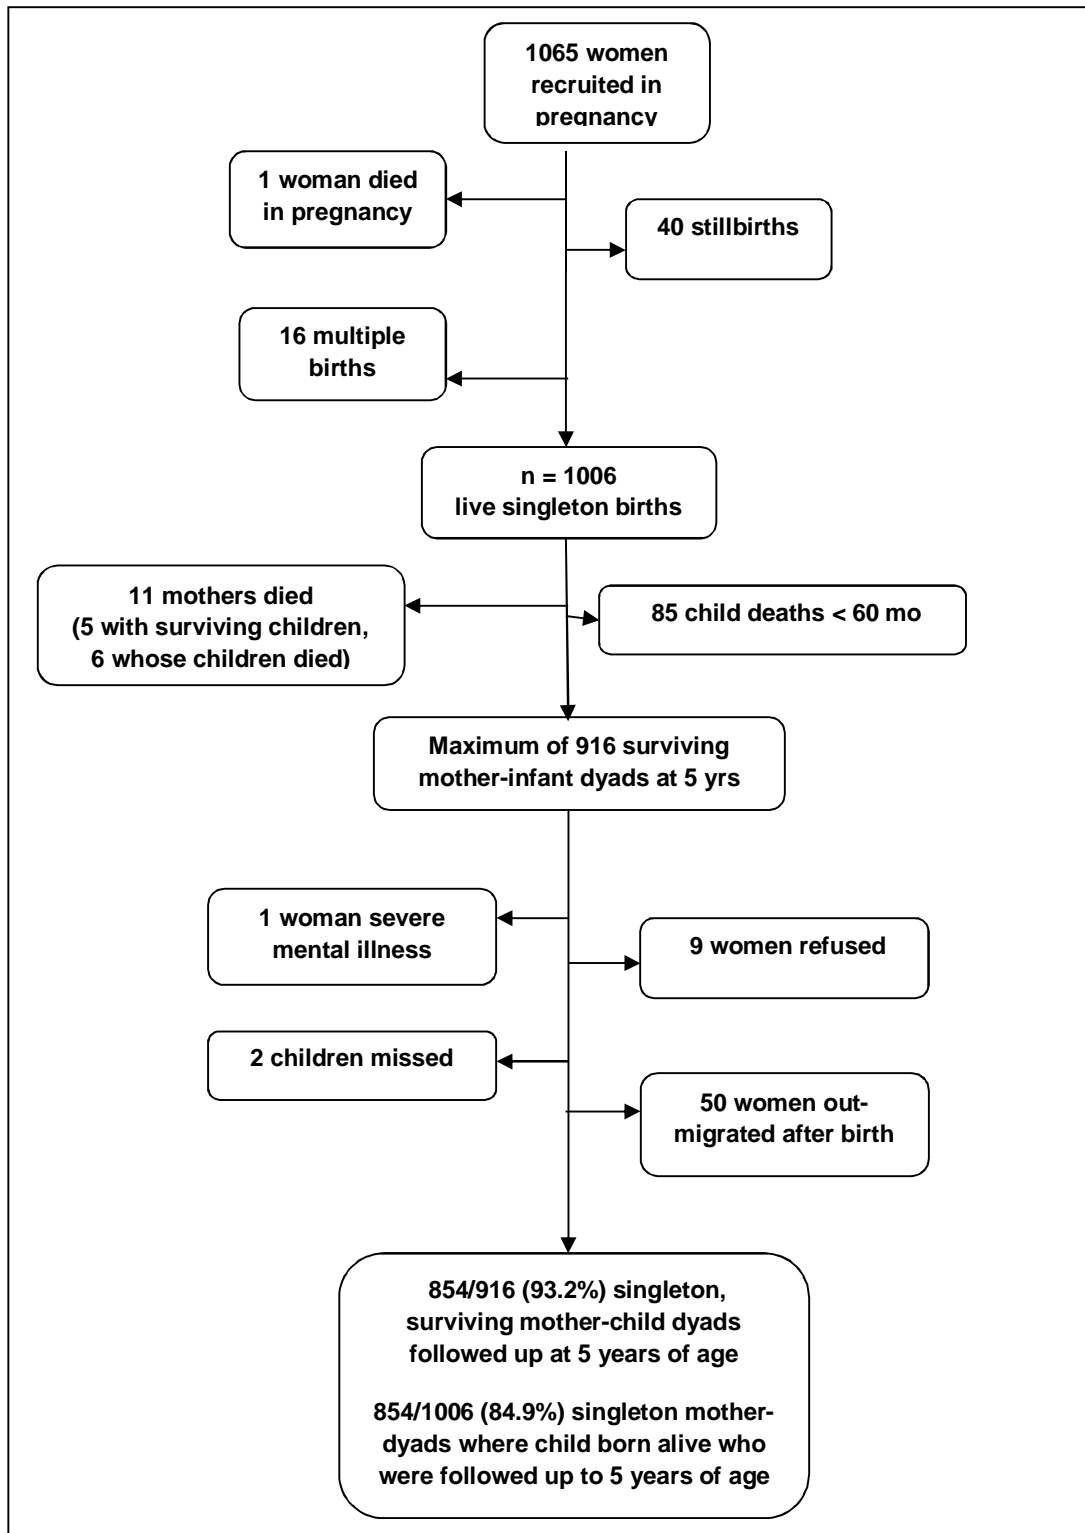 1065 women
recruited in
pregnancy
1 woman died
in pregnancy
40 stillbirths
16 multiple
births
n = 1006
live singleton births
11 mothers died
(5 with surviving children,
6 whose children died)
85 child deaths < 60 mo
Maximum of 916 surviving
mother-infant dyads at 5 yrs
1 woman severe
mental illness
9 women refused
2 children missed
50 women out-
migrated after birth
854/916 (93.2%) singleton,
surviving mother-child dyads
followed up at 5 years of age
854/1006 (84.9%) singleton mother-
dyads where child born alive who
were followed up to 5 years of age